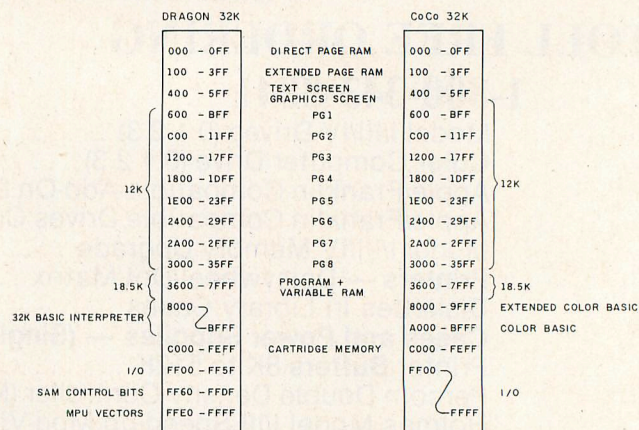 DRAGON 32K CoCo 32K
000 - 0FF DIRECT PAGE RAM 000 - 0FF
100 - 3FF EXTENDED PAGE RAM 100 - 3FF
400 - 5FF TEXT SCREEN GRAPHICS SCREEN 400 - 5FF
600 - BFF PG1 600 - BFF
C00 - 11FF PG2 C00 - 11FF
1200 - 17FF PG3 1200 - 17FF
12K 1800 - 1DFF PG4 1800 - 1DFF 12K
1E00 - 23FF PG5 1E00 - 23FF
2400 - 29FF PG6 2400 - 29FF
2A00 - 2FFF PG7 2A00 - 2FFF
3000 - 35FF PG8 3000 - 35FF
18.5K 3600 - 7FFF PROGRAM + VARIABLE RAM 3600 - 7FFF 18.5K
32K BASIC INTERPRETER 8000 BFFF 8000 - 9FFF EXTENDED COLOR BASIC
A000 - BFFF COLOR BASIC
C000 - FEFF CARTRIDGE MEMORY C000 - FEFF
I/O FF00 - FF5F FF00
SAM CONTROL BITS FF60 - FFDF I/O
MPU VECTORS FFE0 - FFFF FFFF